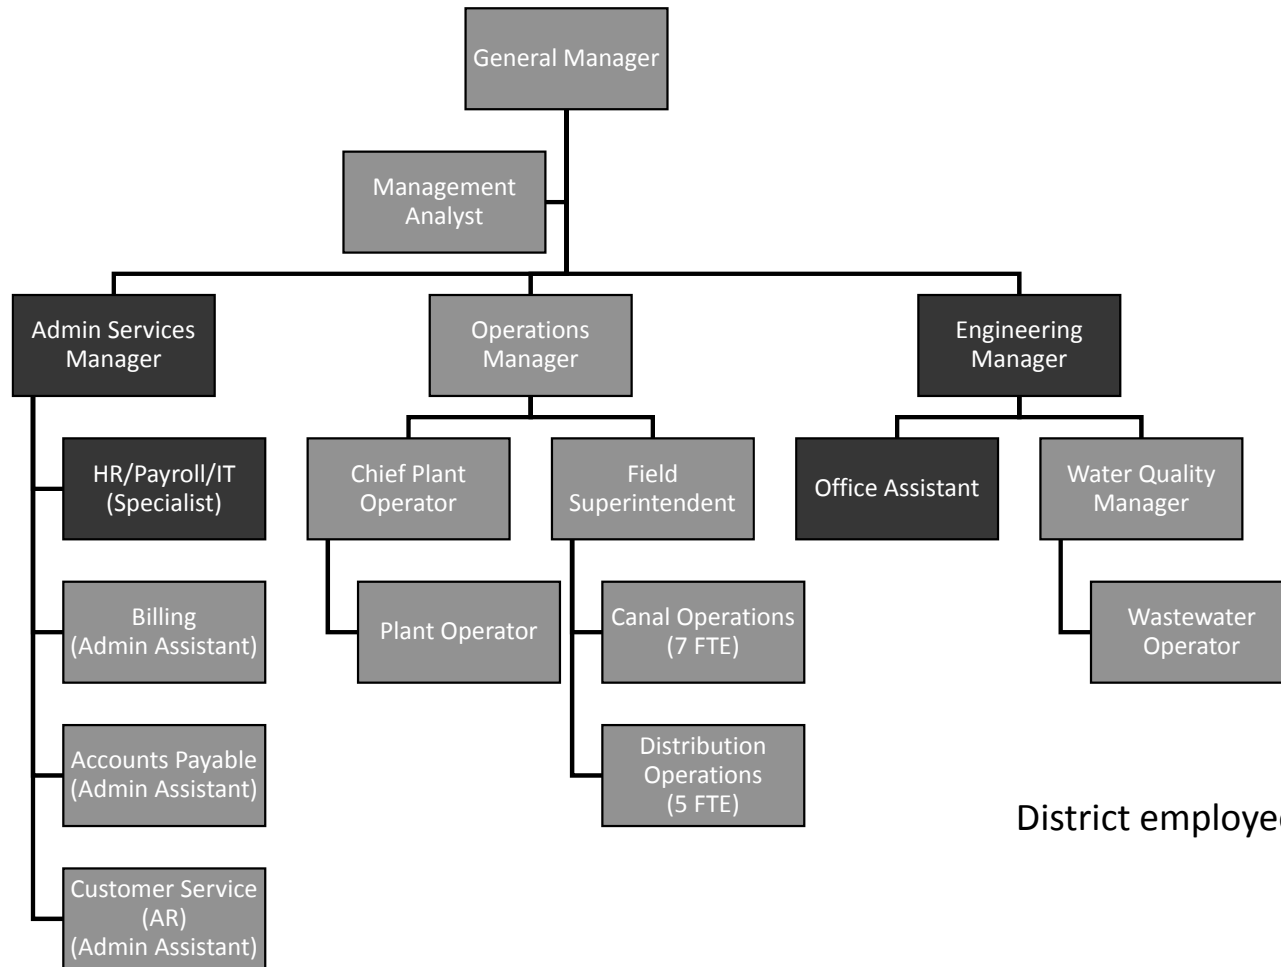 General Manager
Management
Analyst
Admin Services
Manager
Operations
Manager
Engineering
Manager
HR/Payroll/IT
(Specialist)
Chief Plant
Operator
Field
Superintendent
Office Assistant
Water Quality
Manager
Billing
(Admin Assistant)
Plant Operator
Canal Operations
(7 FTE)
Wastewater
Operator
Accounts Payable
(Admin Assistant)
Distribution
Operations
(5 FTE)
District
Customer Service
(AR)
(Admin Assistant)